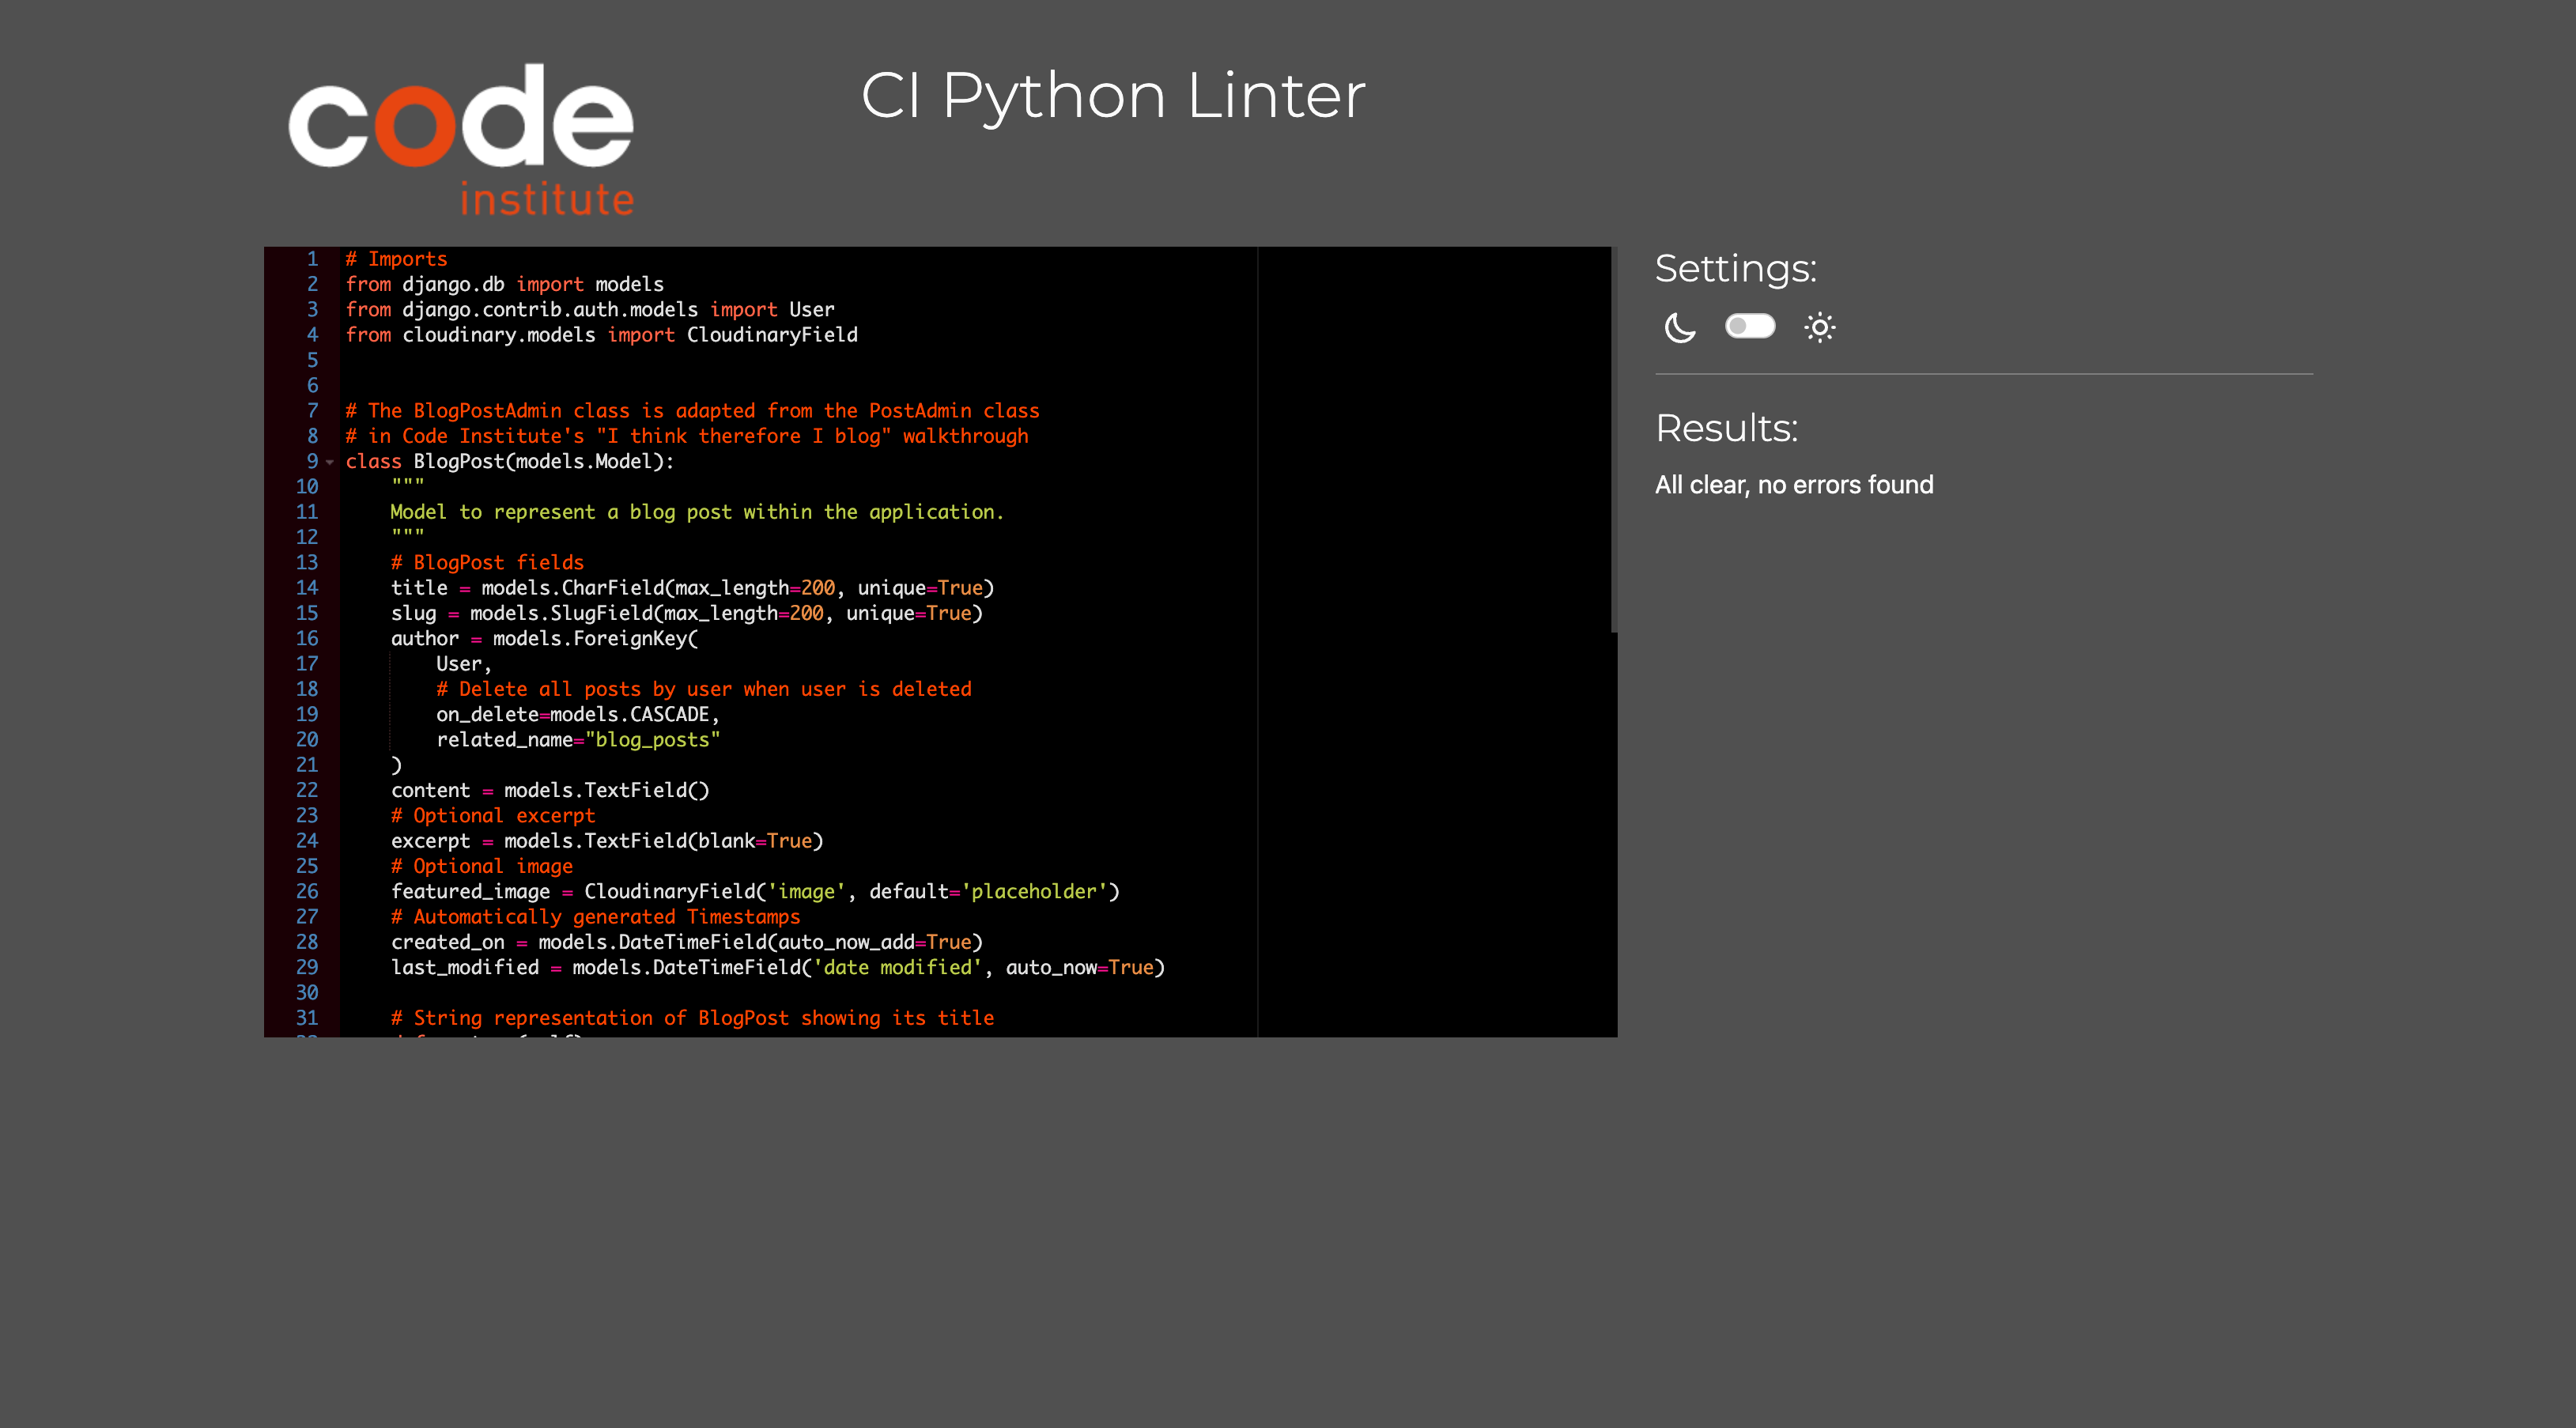 code
institute
CI Python Linter
1 # Imports
2 from django.db import models
3 from django.contrib.auth.models import User
4 from cloudinary.models import CloudinaryField
5
6
7 # The BlogPostAdmin class is adapted from the PostAdmin class
8 # in Code Institute's "I think therefore I blog" walkthrough
9 class BlogPost(models.Model):
10     """
11     Model to represent a blog post within the application.
12     """
13     # BlogPost fields
14     title = models.CharField(max_length=200, unique=True)
15     slug = models.SlugField(max_length=200, unique=True)
16     author = models.ForeignKey(
17         User,
18         # Delete all posts by user when user is deleted
19         on_delete=models.CASCADE,
20         related_name="blog_posts"
21     )
22     content = models.TextField()
23     # Optional excerpt
24     excerpt = models.TextField(blank=True)
25     # Optional image
26     featured_image = CloudinaryField('image', default='placeholder')
27     # Automatically generated Timestamps
28     created_on = models.DateTimeField(auto_now_add=True)
29     last_modified = models.DateTimeField('date modified', auto_now=True)
30
31     # String representation of BlogPost showing its title
Settings:
Results:
All clear, no errors found